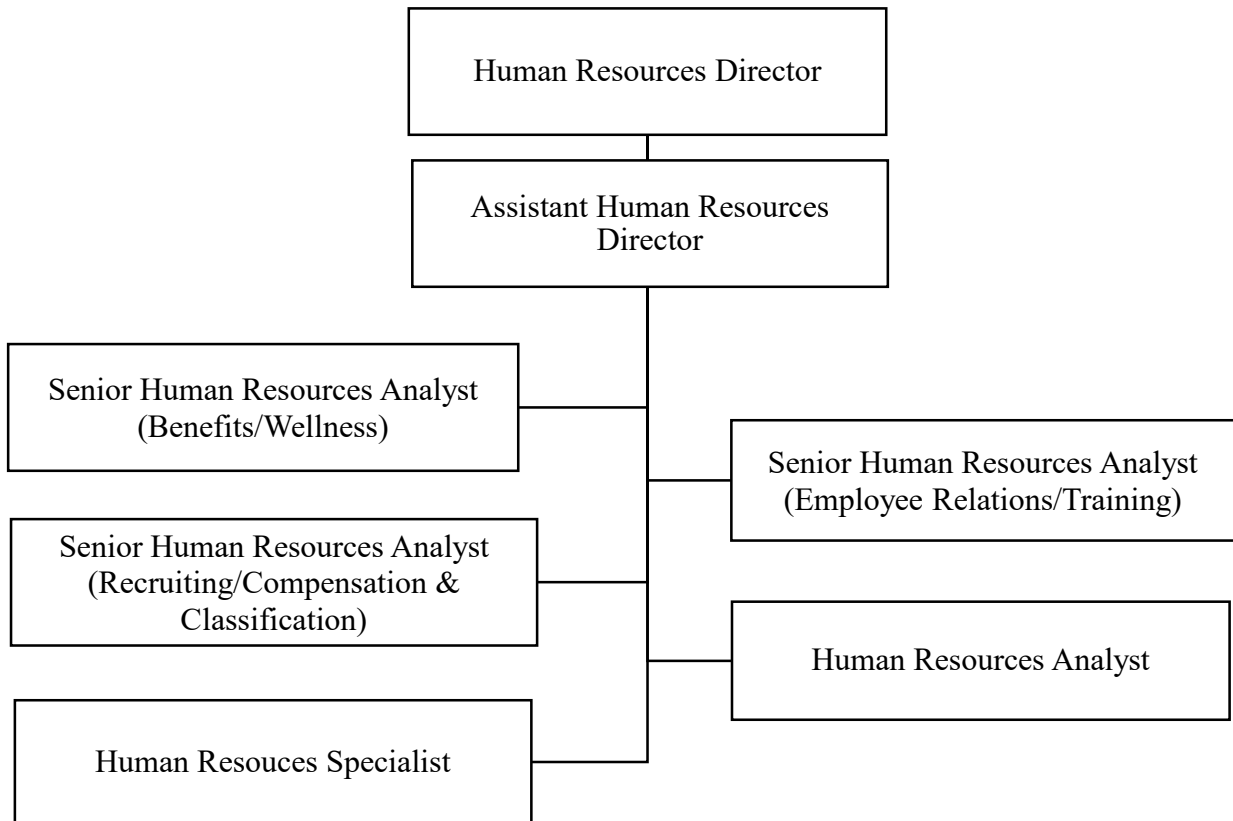 Human Resources Director
Assistant Human Resources
Director
Senior Human Resources Analyst
(Benefits/Wellness)
Senior Human Resources Analyst
(Employee Relations/Training)
Senior Human Resources Analyst
(Recruiting/Compensation &
Classification)
Human Resources Analyst
Human Resouces Specialist